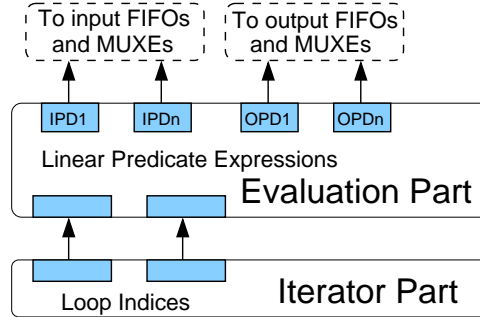 To input FIFOs
and MUXEs
To output FIFOs
and MUXEs
IPD1
IPDn
OPD1
OPDn
Linear Predicate Expressions
Evaluation Part
Loop Indices
Iterator Part